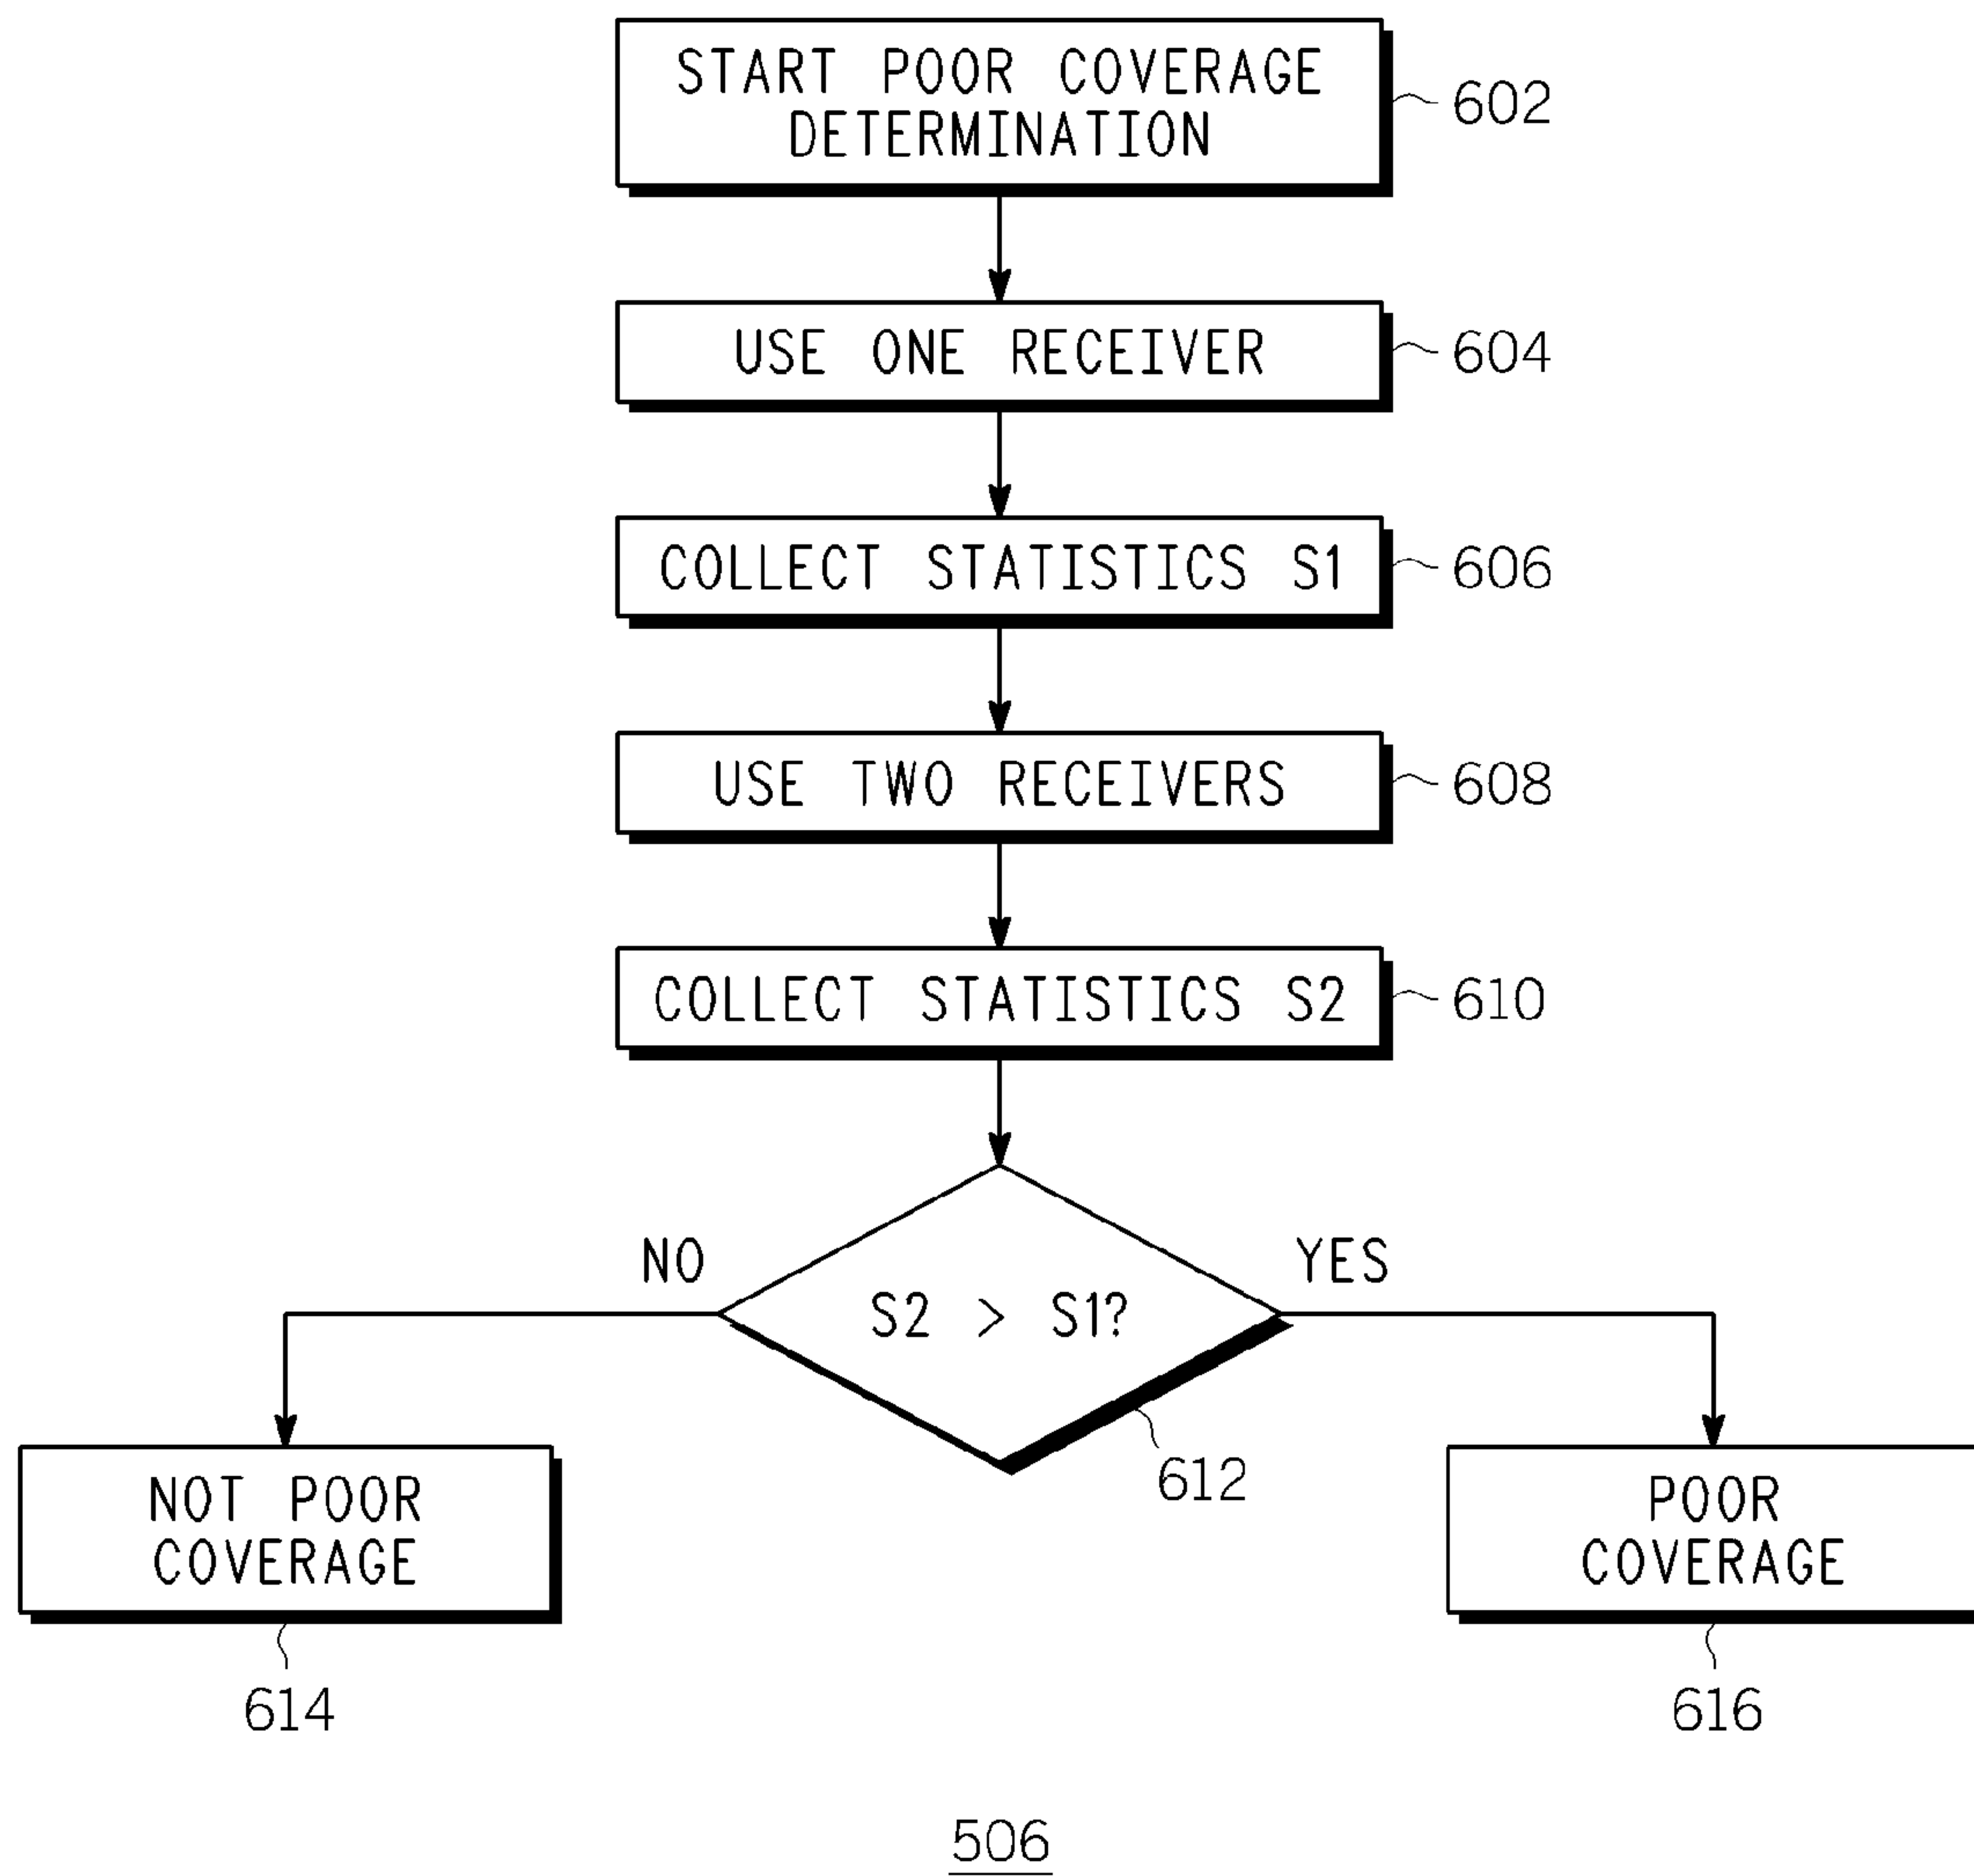 START POOR COVERAGE
DETERMINATION
602
USE ONE RECEIVER
604
COLLECT STATISTICS S1
606
USE TWO RECEIVERS
608
COLLECT STATISTICS S2
610
NO
YES
S2 > S1?
612
NOT POOR
COVERAGE
614
POOR
COVERAGE
616
506